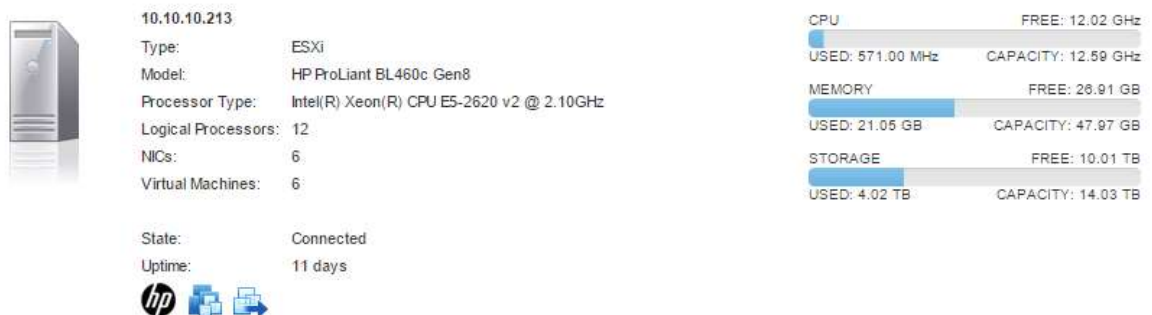 10.10.10.213
Type: ESXi
Model: HP ProLiant BL460c Gen8
Processor Type: Intel(R) Xeon(R) CPU E5-2620 v2 @ 2.10GHz
Logical Processors: 12
NICs: 6
Virtual Machines: 6
State: Connected
Uptime: 11 days
hp
CPU FREE: 12.02 GHz
USED: 571.00 MHz CAPACITY: 12.59 GHz
MEMORY FREE: 26.91 GB
USED: 21.05 GB CAPACITY: 47.97 GB
STORAGE FREE: 10.01 TB
USED: 4.02 TB CAPACITY: 14.03 TB